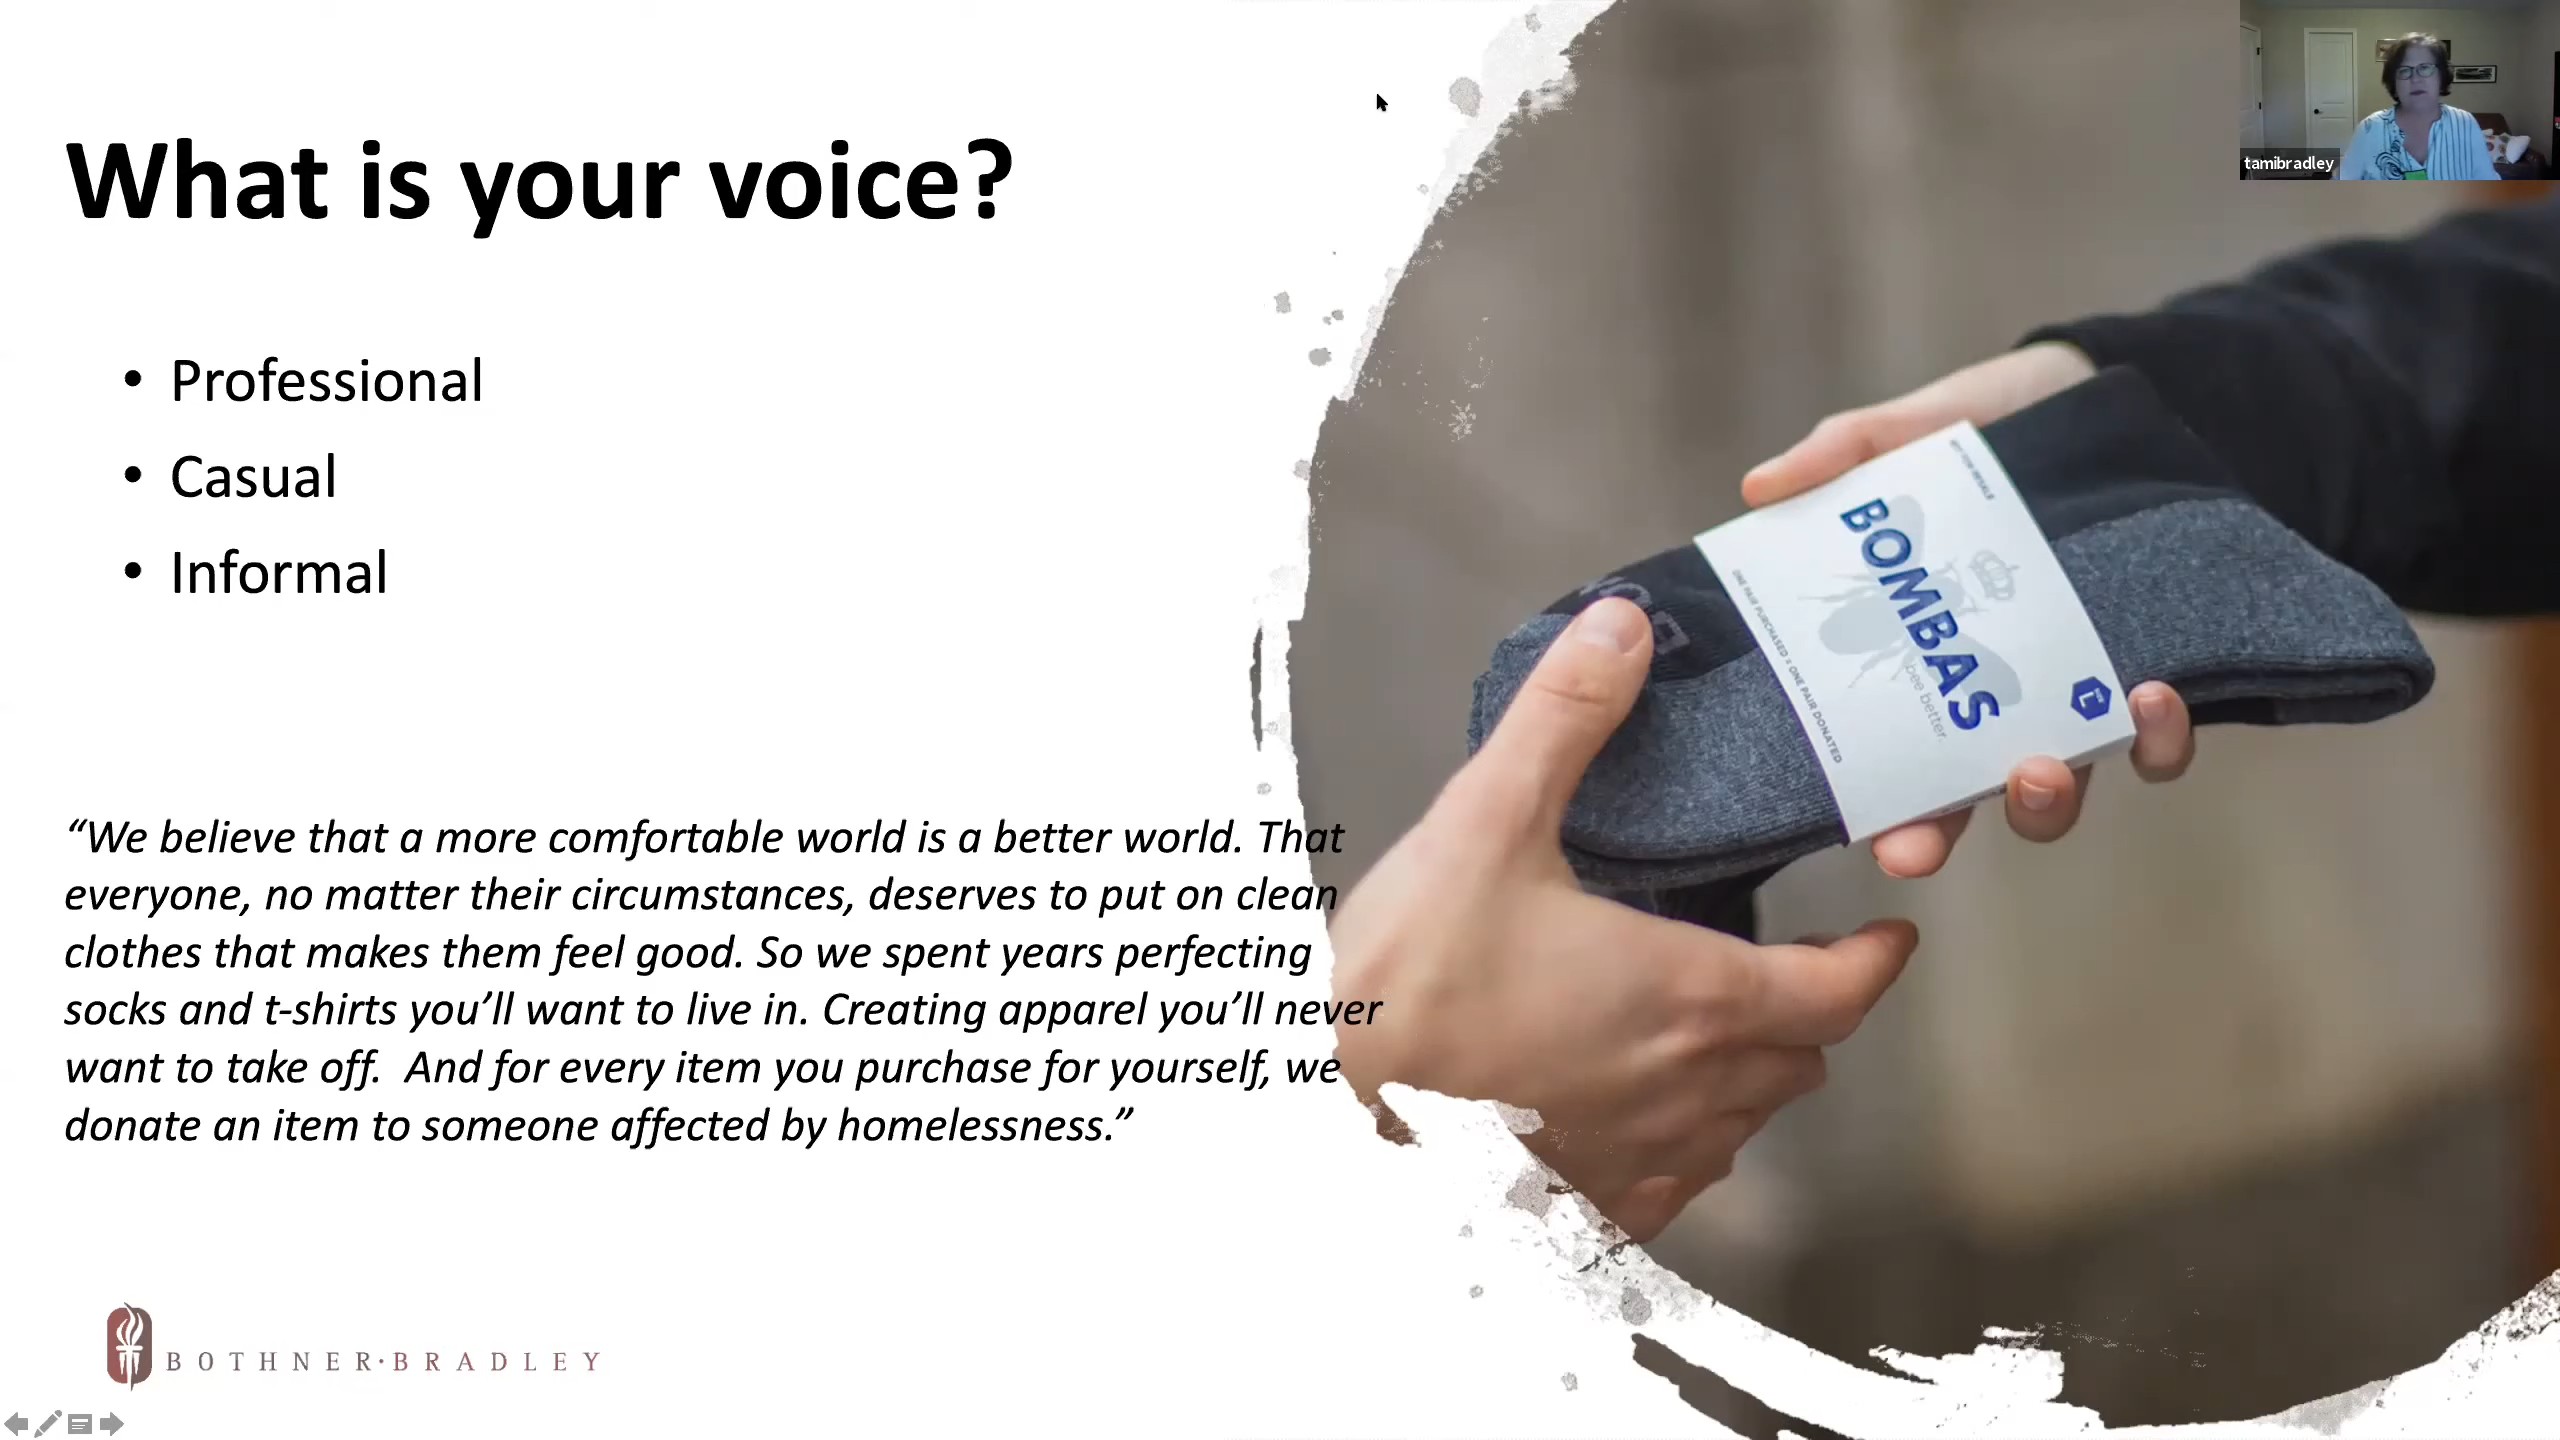 tamibradley
What is your voice?
• Professional
• Casual
• Informal
“We believe that a more comfortable world is a better world. That
everyone, no matter their circumstances, deserves to put on clean
clothes that makes them feel good. So we spent years perfecting
socks and t-shirts you’ll want to live in. Creating apparel you’ll never
want to take off.  And for every item you purchase for yourself, we
donate an item to someone affected by homelessness.”
NOT FOR RESALE
BOMBAS
bee better.
ONE PAIR PURCHASED = ONE PAIR DONATED
L
BOTHNER·BRADLEY